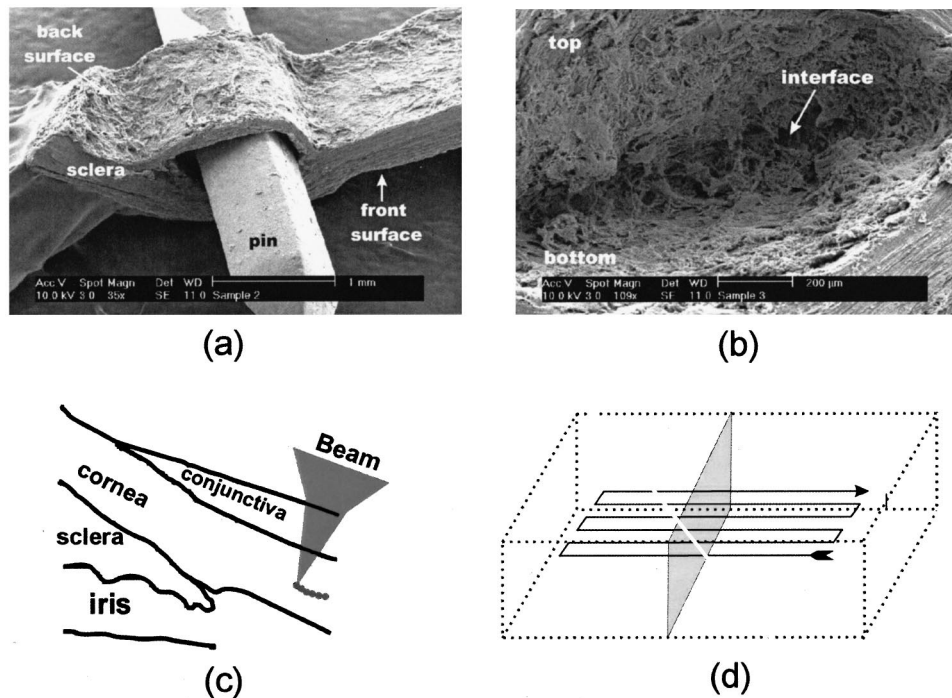 back
surface
sclera
pin
front
surface
Acc V Spot Magn Det WD 1 mm
10.0 kV 3.0 35x SE 11.0 Sample 2
(a)
top
interface
bottom
Acc V Spot Magn Det WD 200 µm
10.0 kV 3.0 109x SE 11.0 Sample 3
(b)
Beam
conjunctiva
cornea
sclera
iris
(c)
(d)